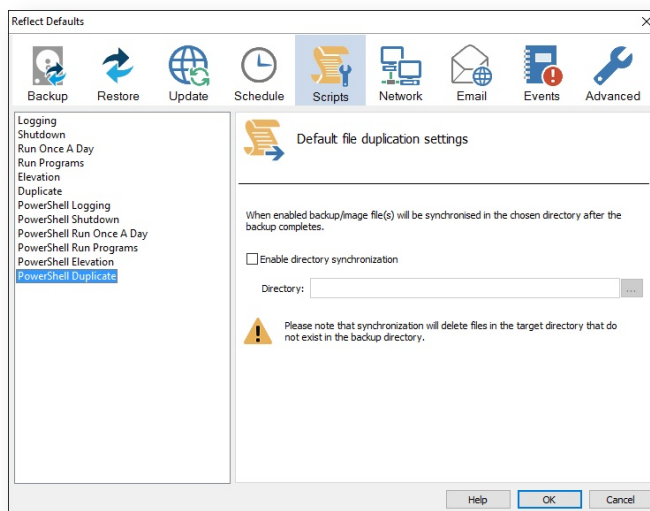 Reflect Defaults
Backup
Restore
Update
Schedule
Scripts
Network
Email
Events
Advanced
Logging
Shutdown
Run Once A Day
Run Programs
Elevation
Duplicate
PowerShell Logging
PowerShell Shutdown
PowerShell Run Once A Day
PowerShell Run Programs
PowerShell Elevation
PowerShell Duplicate
Default file duplication settings
When enabled backup/image file(s) will be synchronised in the chosen directory after the
backup completes.
Enable directory synchronization
Directory:
...
Please note that synchronization will delete files in the target directory that do
not exist in the backup directory.
Help
OK
Cancel